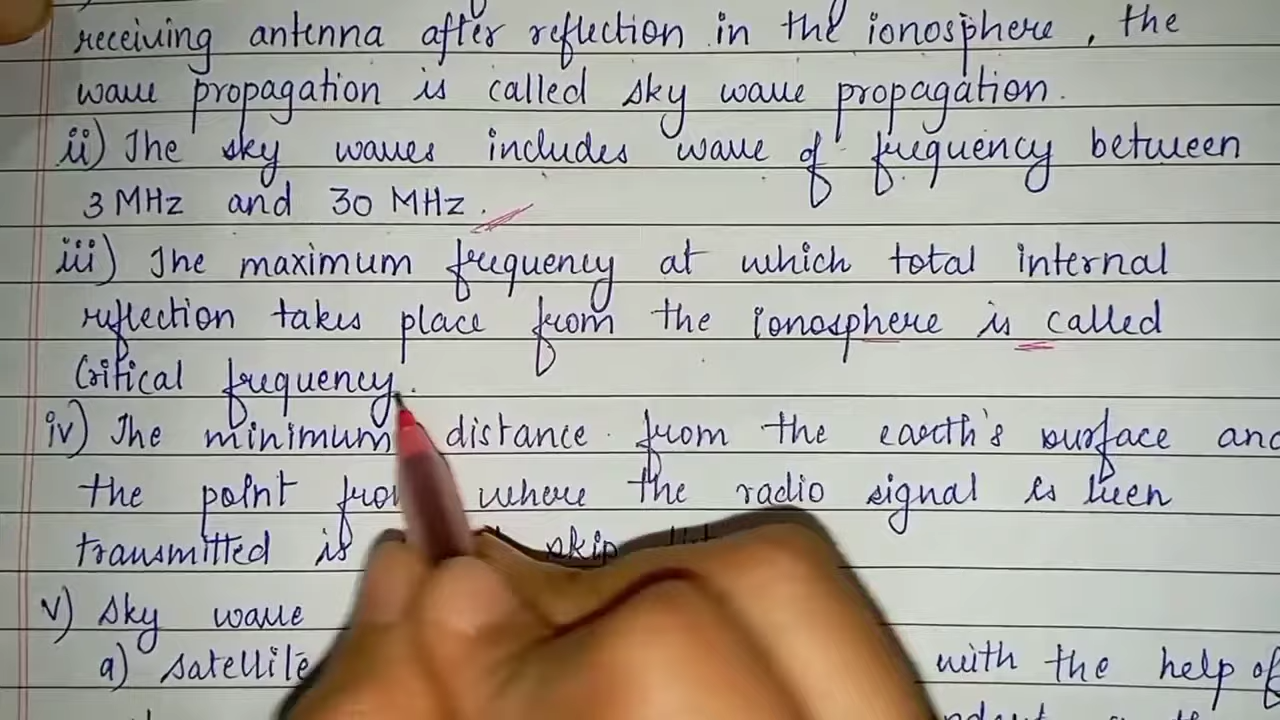 receiving antenna after reflection in the ionosphere, the
wave propagation is called sky wave propagation.
ii) The sky waves includes wave of frequency between
3 MHz and 30 MHz.
iii) The maximum frequency at which total internal
reflection takes place from the ionosphere is called
Critical frequency.
iv) The minimum distance from the earth's surface and
the point from where the radio signal is been
transmitted is skip
v) Sky wave
a) satellite with the help of